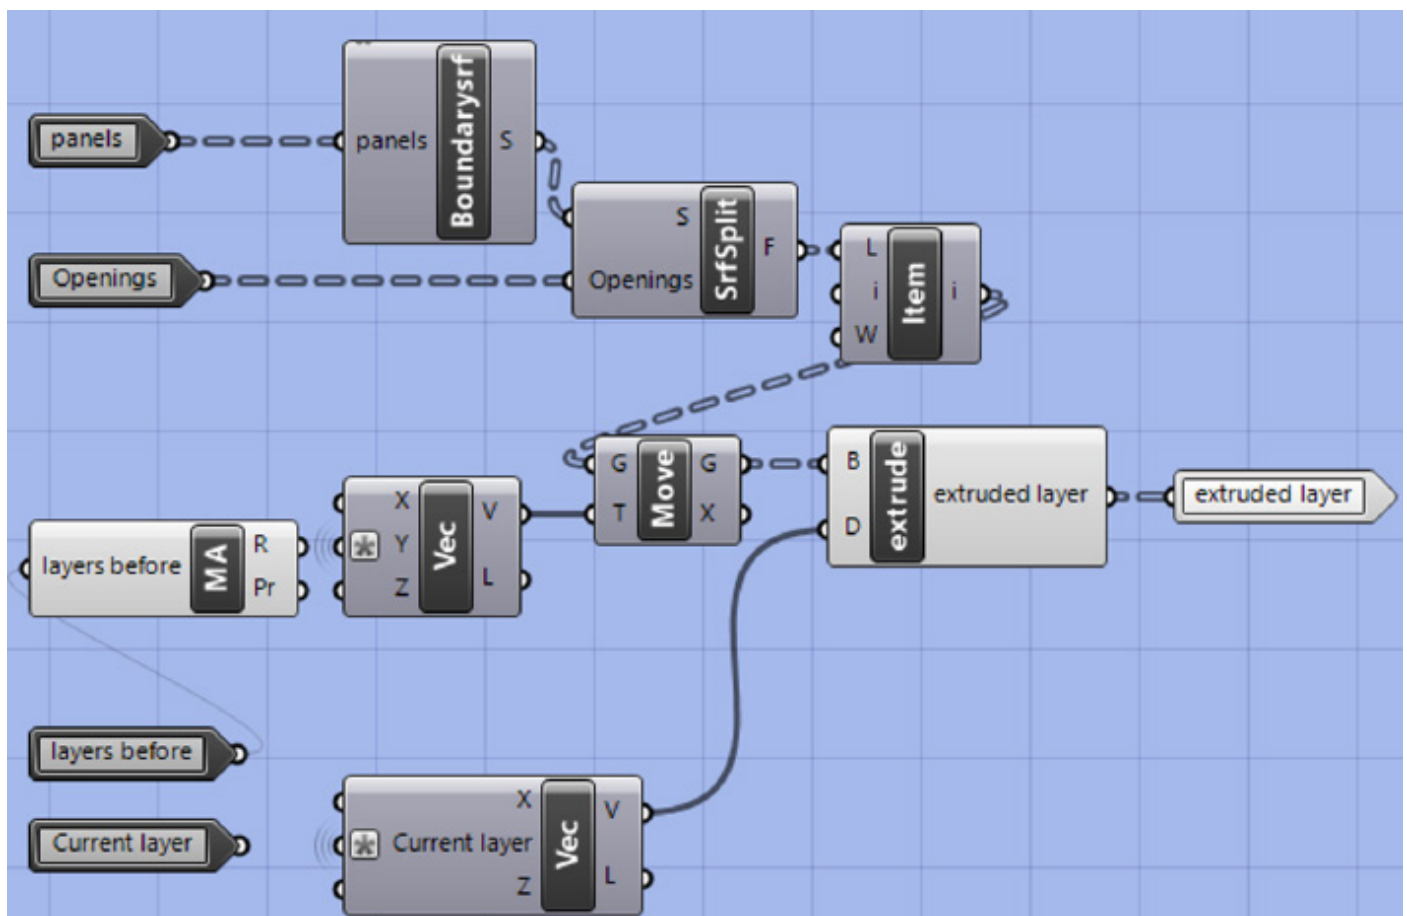 panels
panels
Boundarysrf
S
Openings
S
Openings
SrfSplit
F
L
i
W
Item
i
G
T
Move
G
X
B
D
extrude
extruded layer
extruded layer
X
Y
Z
Vec
V
L
layers before
MA
R
Pr
layers before
Current layer
X
Current layer
Z
Vec
V
L